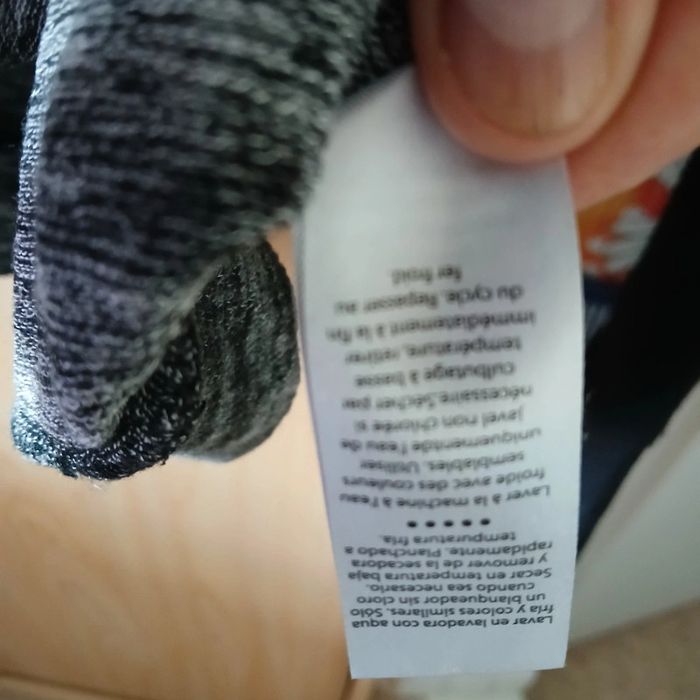 Lavar en lavadora con agua
fría y colores similares. Sólo
un blanqueador sin cloro
cuando sea necesario.
Secar en temperatura baja
y remover de la secadora
rapidamente. Planchado a
tempuratura fría.
•••••
Laver à la machine à l'eau
froide avec des couleurs
semblables. Utiliser
uniquementde l'eau de
javel non chlorée si
nécessaire.Sécher par
culbutage à basse
température, retirer
immédiatement à la fin
du cycle. Repasser au
fer froid.